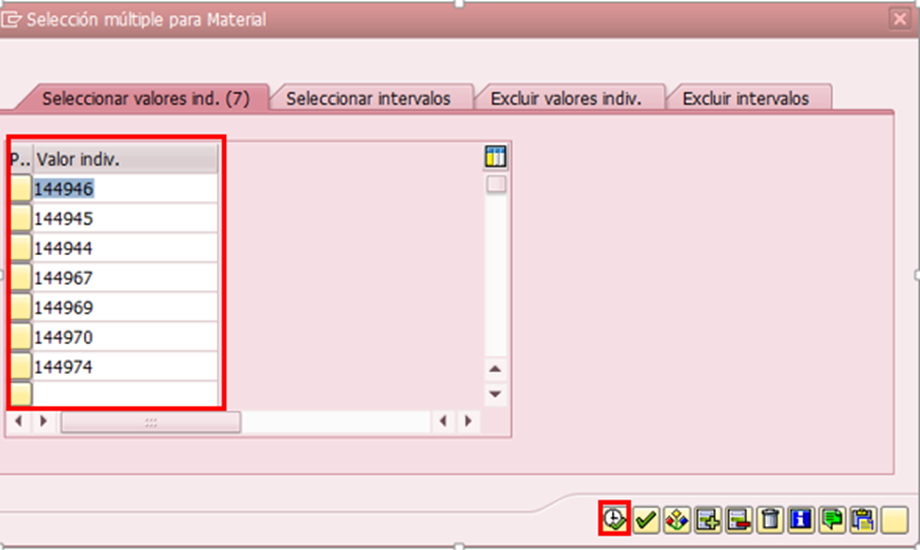 Selección múltiple para Material
Seleccionar valores ind. (7)
Seleccionar intervalos
Excluir valores indiv.
Excluir intervalos
P.. Valor indiv.
144946
144945
144944
144967
144969
144970
144974